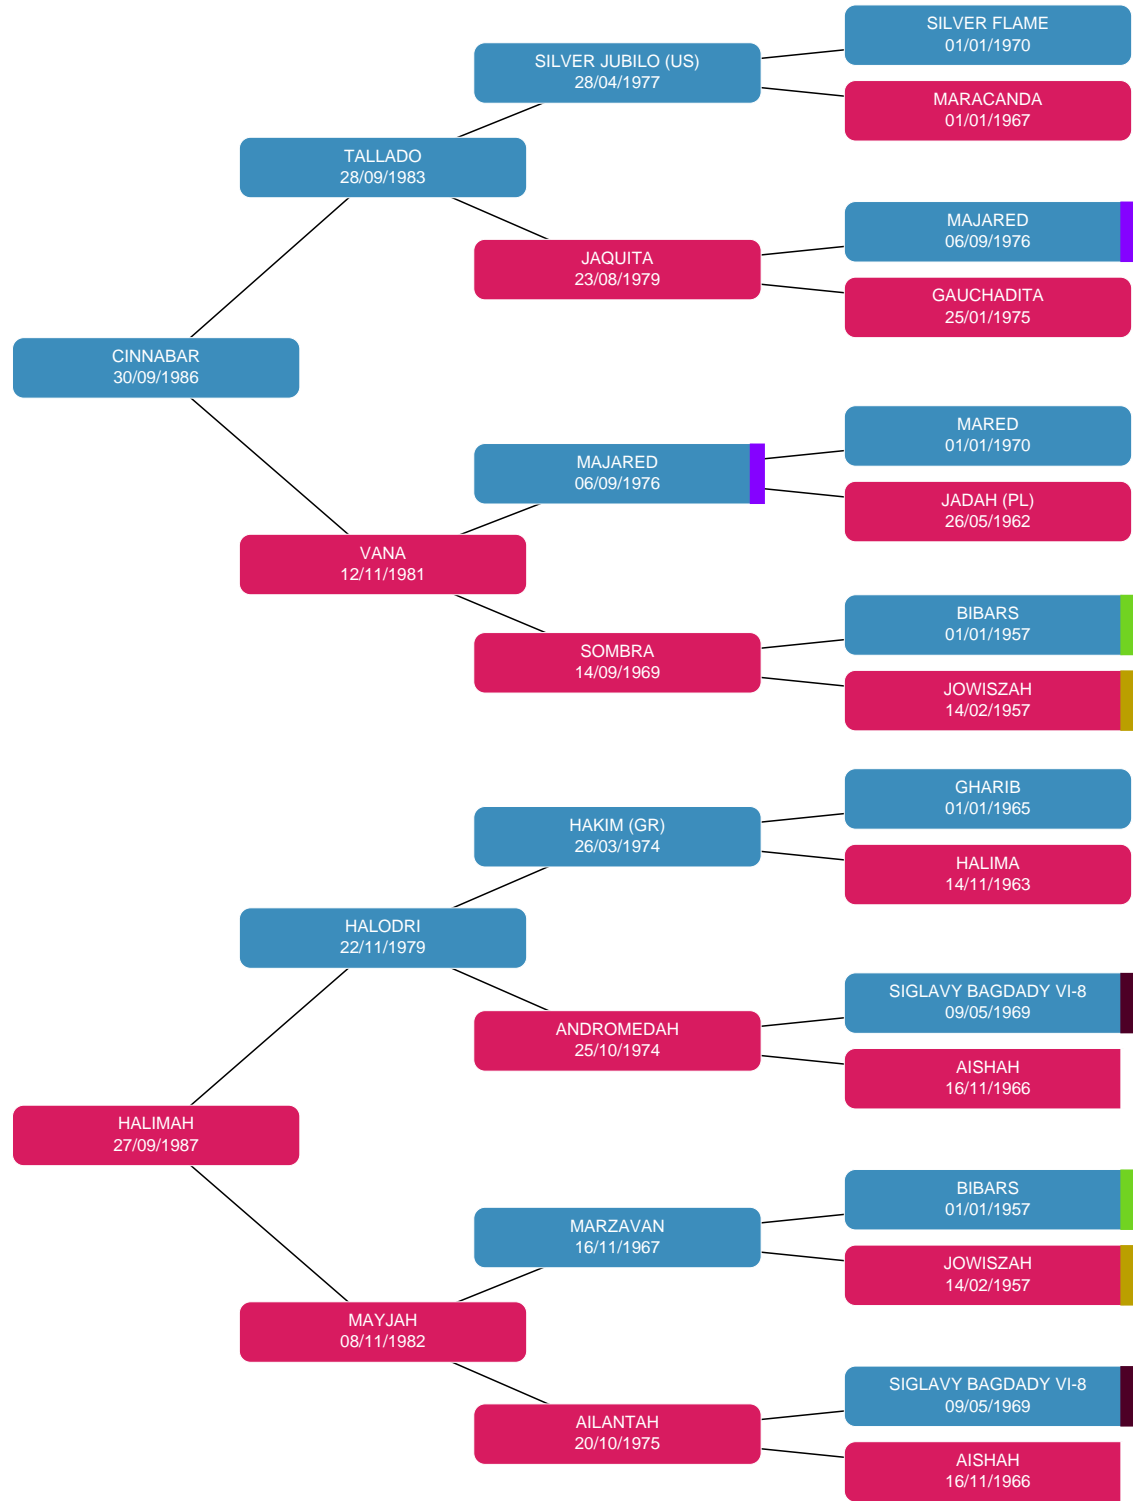 SILVER FLAME
01/01/1970
SILVER JUBILO (US)
28/04/1977
MARACANDA
01/01/1967
TALLADO
28/09/1983
MAJARED
06/09/1976
JAQUITA
23/08/1979
GAUCHADITA
25/01/1975
CINNABAR
30/09/1986
MARED
01/01/1970
MAJARED
06/09/1976
JADAH (PL)
26/05/1962
VANA
12/11/1981
BIBARS
01/01/1957
SOMBRA
14/09/1969
JOWISZAH
14/02/1957
GHARIB
01/01/1965
HAKIM (GR)
26/03/1974
HALIMA
14/11/1963
HALODRI
22/11/1979
SIGLAVY BAGDADY VI-8
09/05/1969
ANDROMEDAH
25/10/1974
AISHAH
16/11/1966
HALIMAH
27/09/1987
BIBARS
01/01/1957
MARZAVAN
16/11/1967
JOWISZAH
14/02/1957
MAYJAH
08/11/1982
SIGLAVY BAGDADY VI-8
09/05/1969
AILANTAH
20/10/1975
AISHAH
16/11/1966